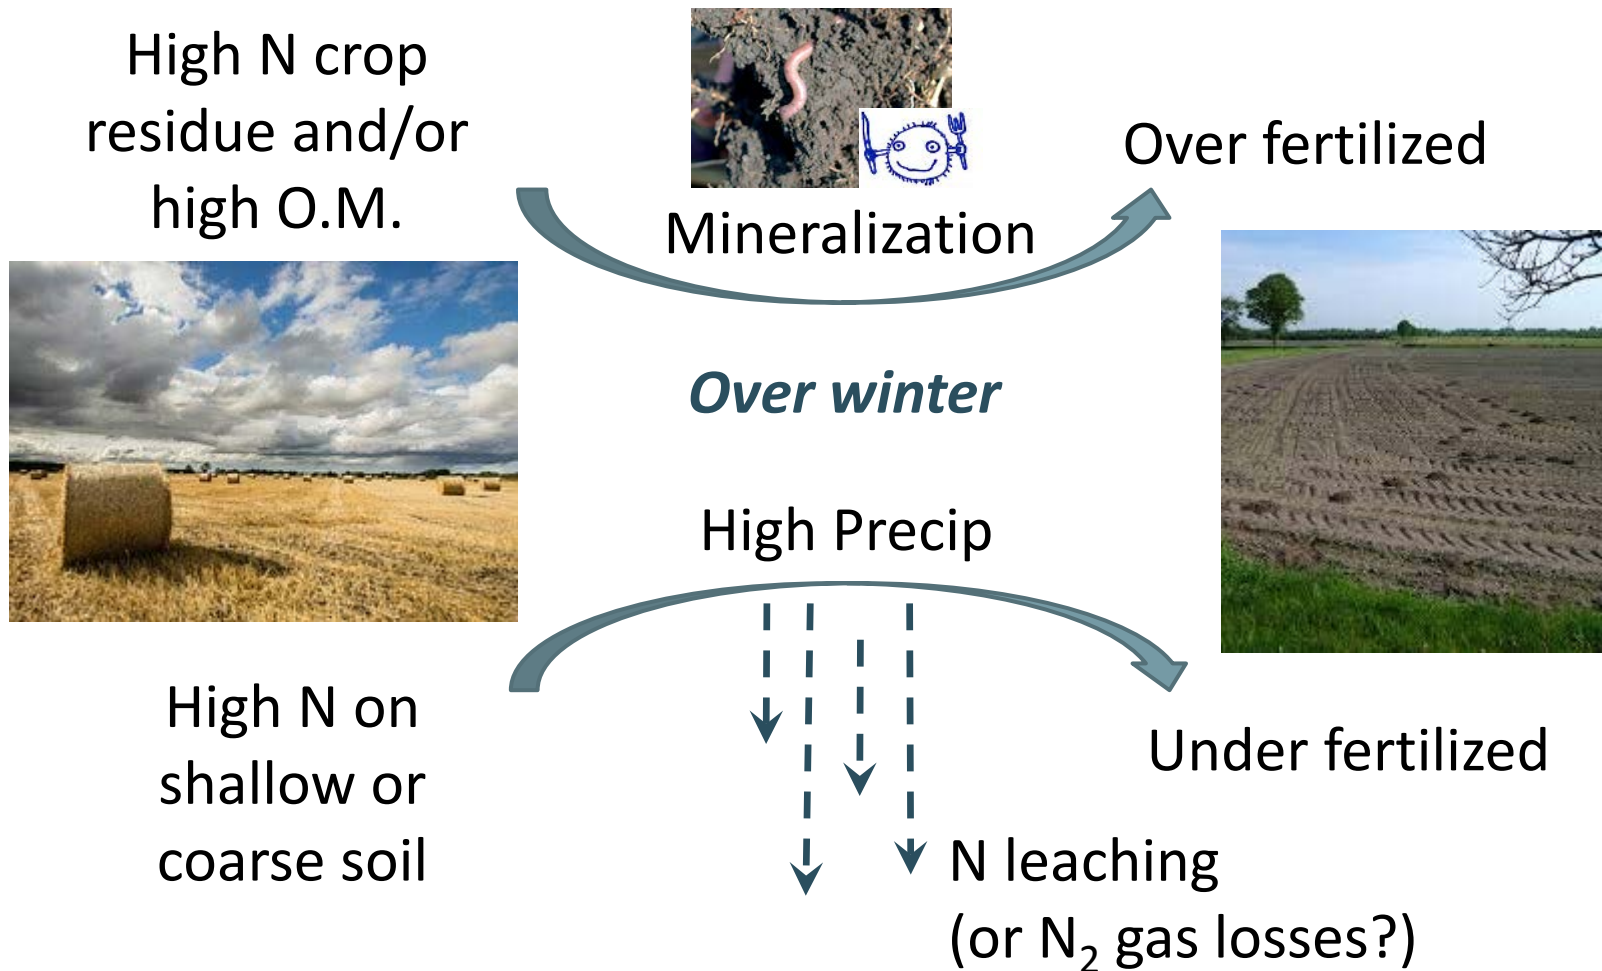 High N crop
residue and/or
high O.M.
Mineralization
Over fertilized
Over winter
High Precip
High N on
shallow or
coarse soil
Under fertilized
N leaching
(or N₂ gas losses?)